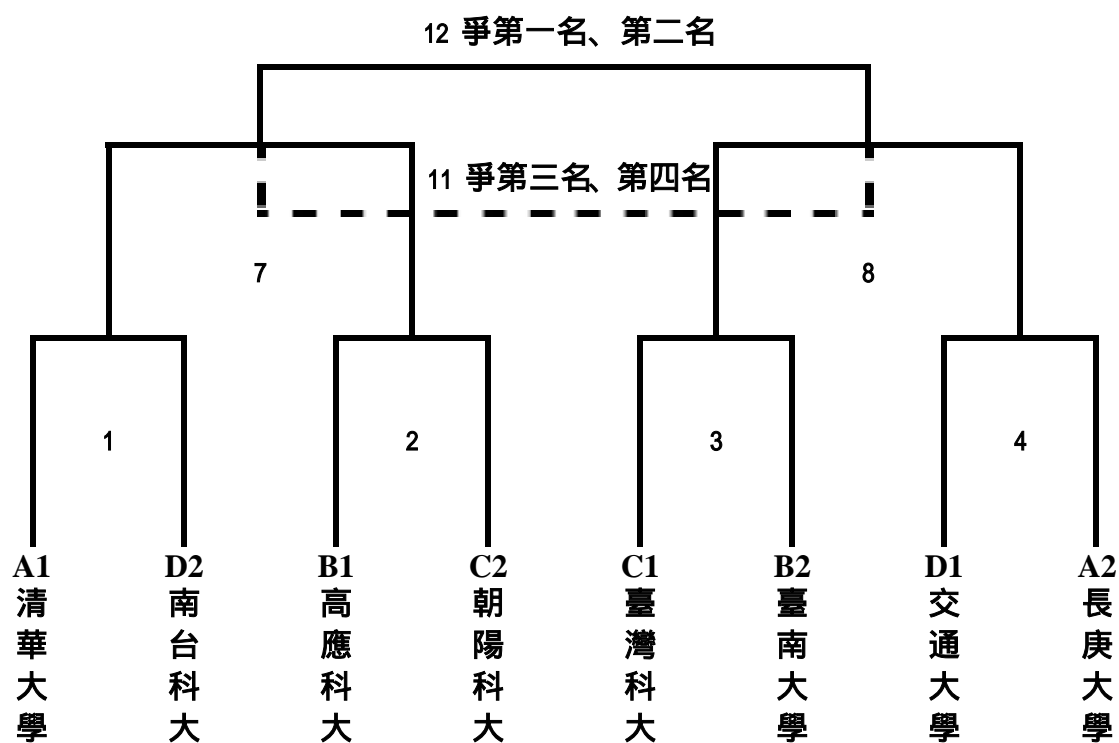 12 爭第一名、第二名
11 爭第三名、第四名
7
8
1
2
3
4
A1
D2
B1
C2
C1
B2
D1
A2
清華大學
南台科大
高應科大
朝陽科大
臺灣科大
臺南大學
交通大學
長庚大學